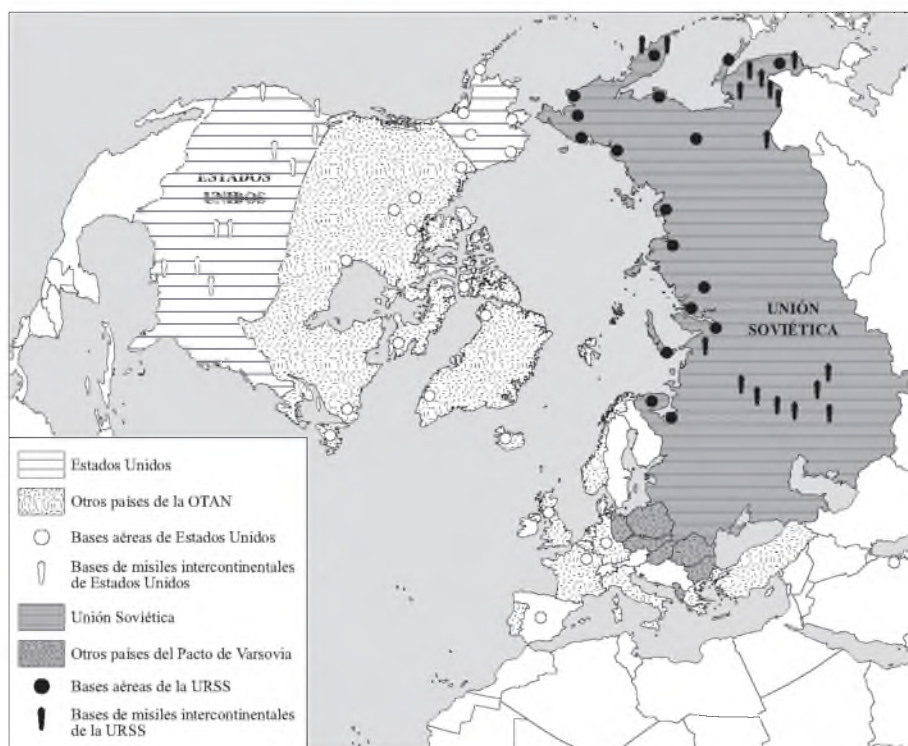 ESTADOS
UNIDOS
UNIÓN
SOVIÉTICA
Estados Unidos
Otros países de la OTAN
Bases aéreas de Estados Unidos
Bases de misiles intercontinentales
de Estados Unidos
Unión Soviética
Otros países del Pacto de Varsovia
Bases aéreas de la URSS
Bases de misiles intercontinentales
de la URSS